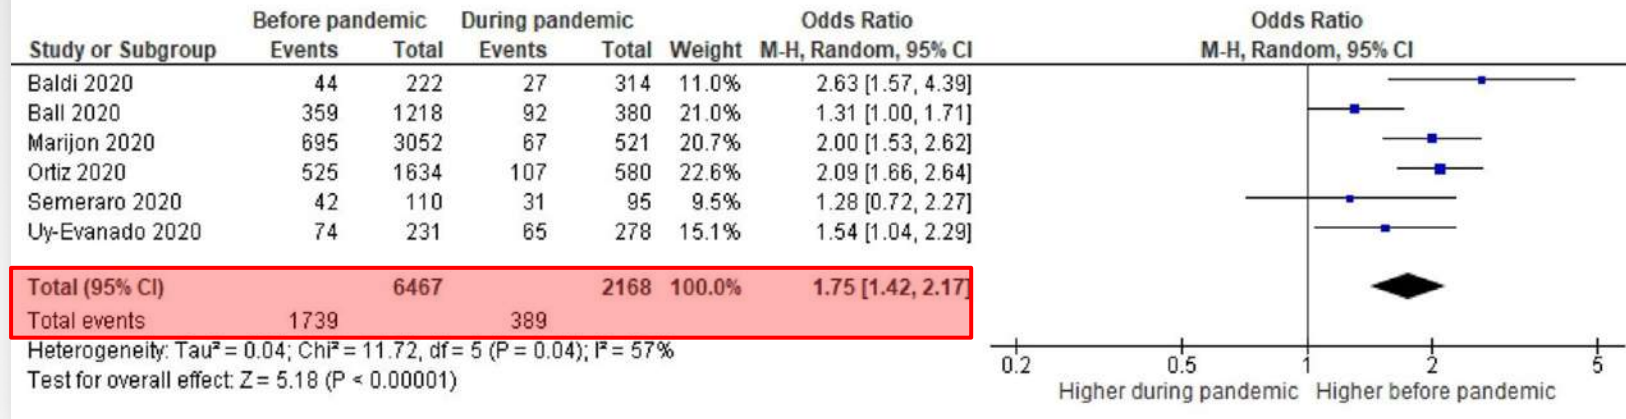 Before pandemic During pandemic Odds Ratio Odds Ratio
Study or Subgroup Events Total Events Total Weight M-H, Random, 95% CI M-H, Random, 95% CI
Baldi 2020 44 222 27 314 11.0% 2.63 [1.57, 4.39]
Ball 2020 359 1218 92 380 21.0% 1.31 [1.00, 1.71]
Marijon 2020 695 3052 67 521 20.7% 2.00 [1.53, 2.62]
Ortiz 2020 525 1634 107 580 22.6% 2.09 [1.66, 2.64]
Semeraro 2020 42 110 31 95 9.5% 1.28 [0.72, 2.27]
Uy-Evanado 2020 74 231 65 278 15.1% 1.54 [1.04, 2.29]
Total (95% CI) 6467 2168 100.0% 1.75 [1.42, 2.17]
Total events 1739 389
Heterogeneity: Tau² = 0.04; Chi² = 11.72, df = 5 (P = 0.04); I² = 57%
Test for overall effect: Z = 5.18 (P < 0.00001)
0.2 0.5 1 2 5
Higher during pandemic Higher before pandemic